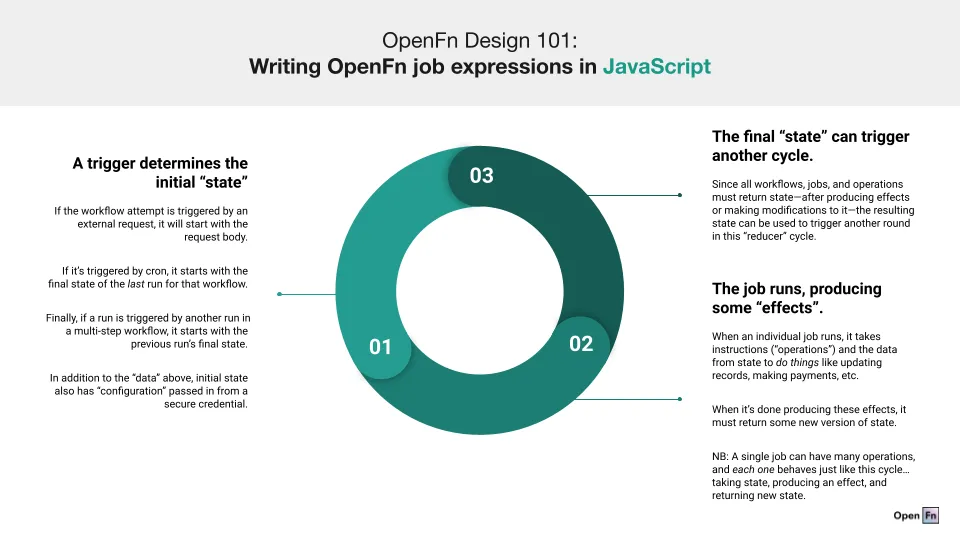 OpenFn Design 101:
Writing OpenFn job expressions in JavaScript
A trigger determines the
initial “state”
If the workflow attempt is triggered by an
external request, it will start with the
request body.
If it’s triggered by cron, it starts with the
final state of the last run for that workflow.
Finally, if a run is triggered by another run in
a multi-step workflow, it starts with the
previous run’s final state.
In addition to the “data” above, initial state
also has “configuration” passed in from a
secure credential.
03
01
02
The final “state” can trigger
another cycle.
Since all workflows, jobs, and operations
must return state—after producing effects
or making modifications to it—the resulting
state can be used to trigger another round
in this “reducer” cycle.
The job runs, producing
some “effects”.
When an individual job runs, it takes
instructions (“operations”) and the data
from state to do things like updating
records, making payments, etc.
When it’s done producing these effects, it
must return some new version of state.
NB: A single job can have many operations,
and each one behaves just like this cycle…
taking state, producing an effect, and
returning new state.
Open Fn